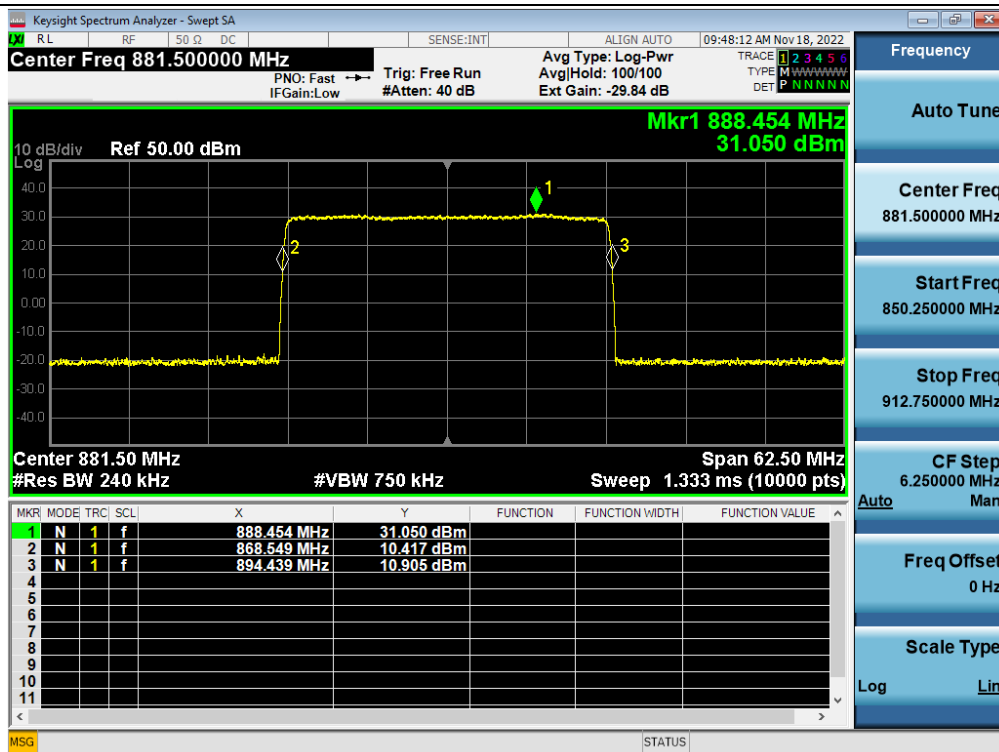 Keysight Spectrum Analyzer - Swept SA
LXI RL RF 50 Ω DC SENSE:INT ALIGN AUTO 09:48:12 AM Nov 18, 2022
Center Freq 881.500000 MHz
PNO: Fast Trig: Free Run Avg Type: Log-Pwr TRACE 1 2 3 4 5 6
IFGain:Low #Atten: 40 dB Avg|Hold: 100/100 TYPE M WWWWW
Ext Gain: -29.84 dB DET P N N N N N
Mkr1 888.454 MHz
31.050 dBm
10 dB/div Ref 50.00 dBm
Log
40.0
30.0
20.0
10.0
0.00
-10.0
-20.0
-30.0
-40.0
1
2
3
Center 881.50 MHz Span 62.50 MHz
#Res BW 240 kHz #VBW 750 kHz Sweep 1.333 ms (10000 pts)
MKR MODE TRC SCL X Y FUNCTION FUNCTION WIDTH FUNCTION VALUE
1 N 1 f 888.454 MHz 31.050 dBm
2 N 1 f 868.549 MHz 10.417 dBm
3 N 1 f 894.439 MHz 10.905 dBm
4
5
6
7
8
9
10
11
MSG STATUS
Frequency
Auto Tune
Center Freq
881.500000 MHz
Start Freq
850.250000 MHz
Stop Freq
912.750000 MHz
CF Step
6.250000 MHz
Auto Man
Freq Offset
0 Hz
Scale Type
Log Lin